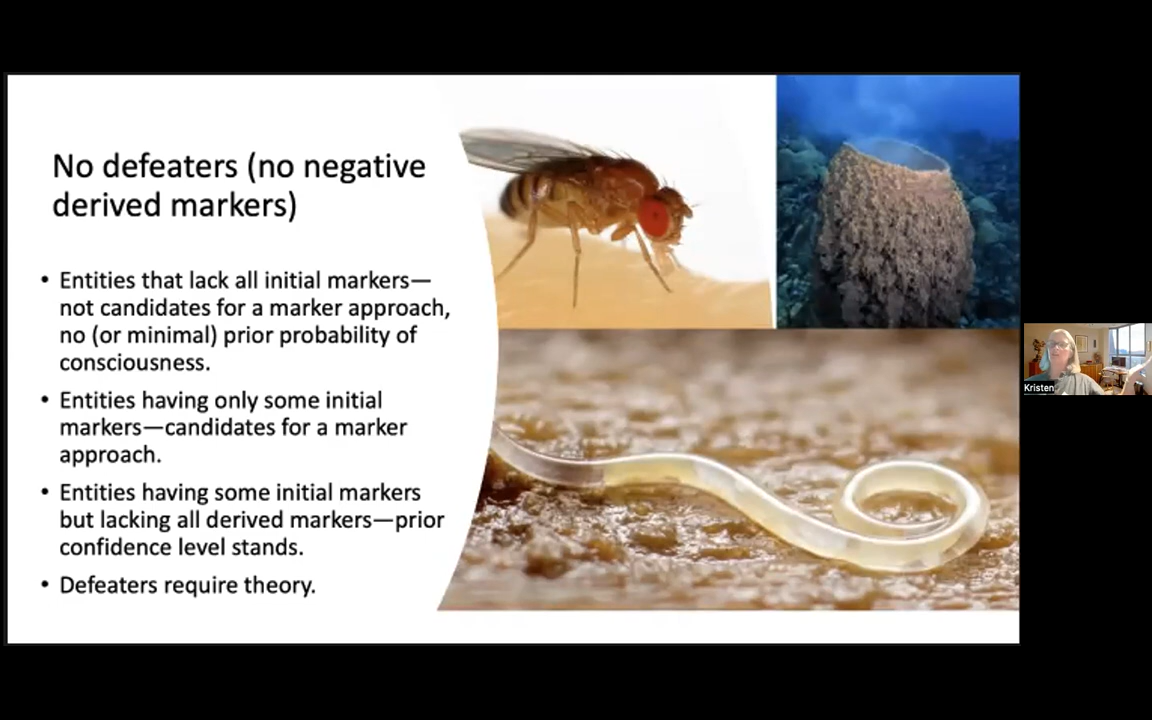 No defeaters (no negative
derived markers)
• Entities that lack all initial markers—
not candidates for a marker approach,
no (or minimal) prior probability of
consciousness.
• Entities having only some initial
markers—candidates for a marker
approach.
• Entities having some initial markers
but lacking all derived markers—prior
confidence level stands.
• Defeaters require theory.
Kristen